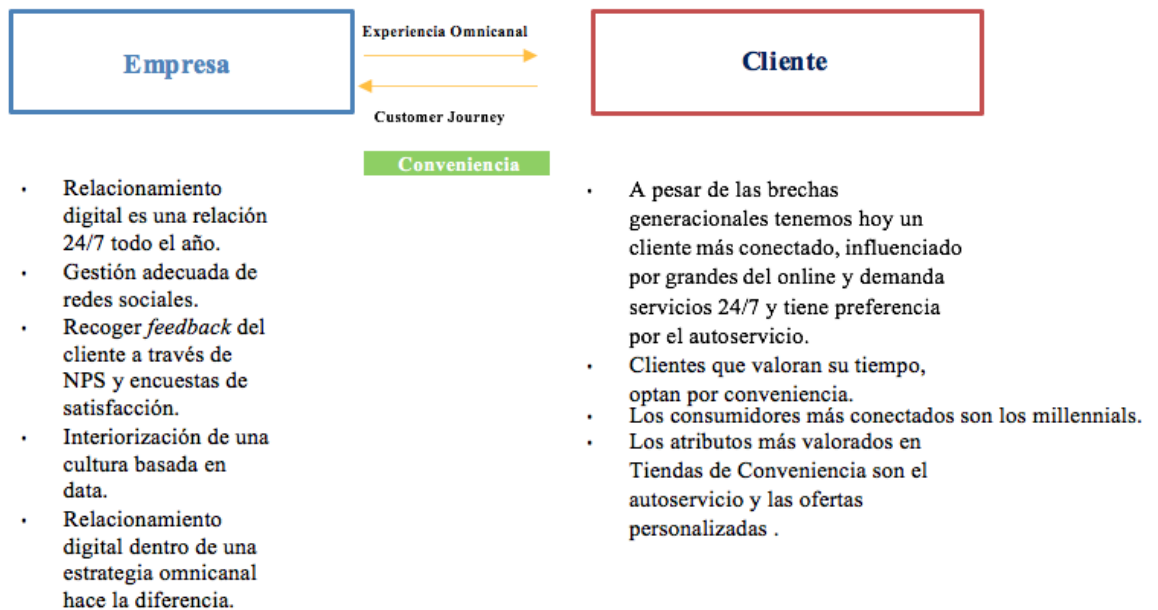 Empresa
Experiencia Omnicanal
Customer Journey
Conveniencia
Cliente
• Relacionamiento
digital es una relación
24/7 todo el año.
• Gestión adecuada de
redes sociales.
• Recoger feedback del
cliente a través de
NPS y encuestas de
satisfacción.
• Interiorización de una
cultura basada en
data.
• Relacionamiento
digital dentro de una
estrategia omnicanal
hace la diferencia.
• A pesar de las brechas
generacionales tenemos hoy un
cliente más conectado, influenciado
por grandes del online y demanda
servicios 24/7 y tiene preferencia
por el autoservicio.
• Clientes que valoran su tiempo,
optan por conveniencia.
• Los consumidores más conectados son los millennials.
• Los atributos más valorados en
Tiendas de Conveniencia son el
autoservicio y las ofertas
personalizadas .